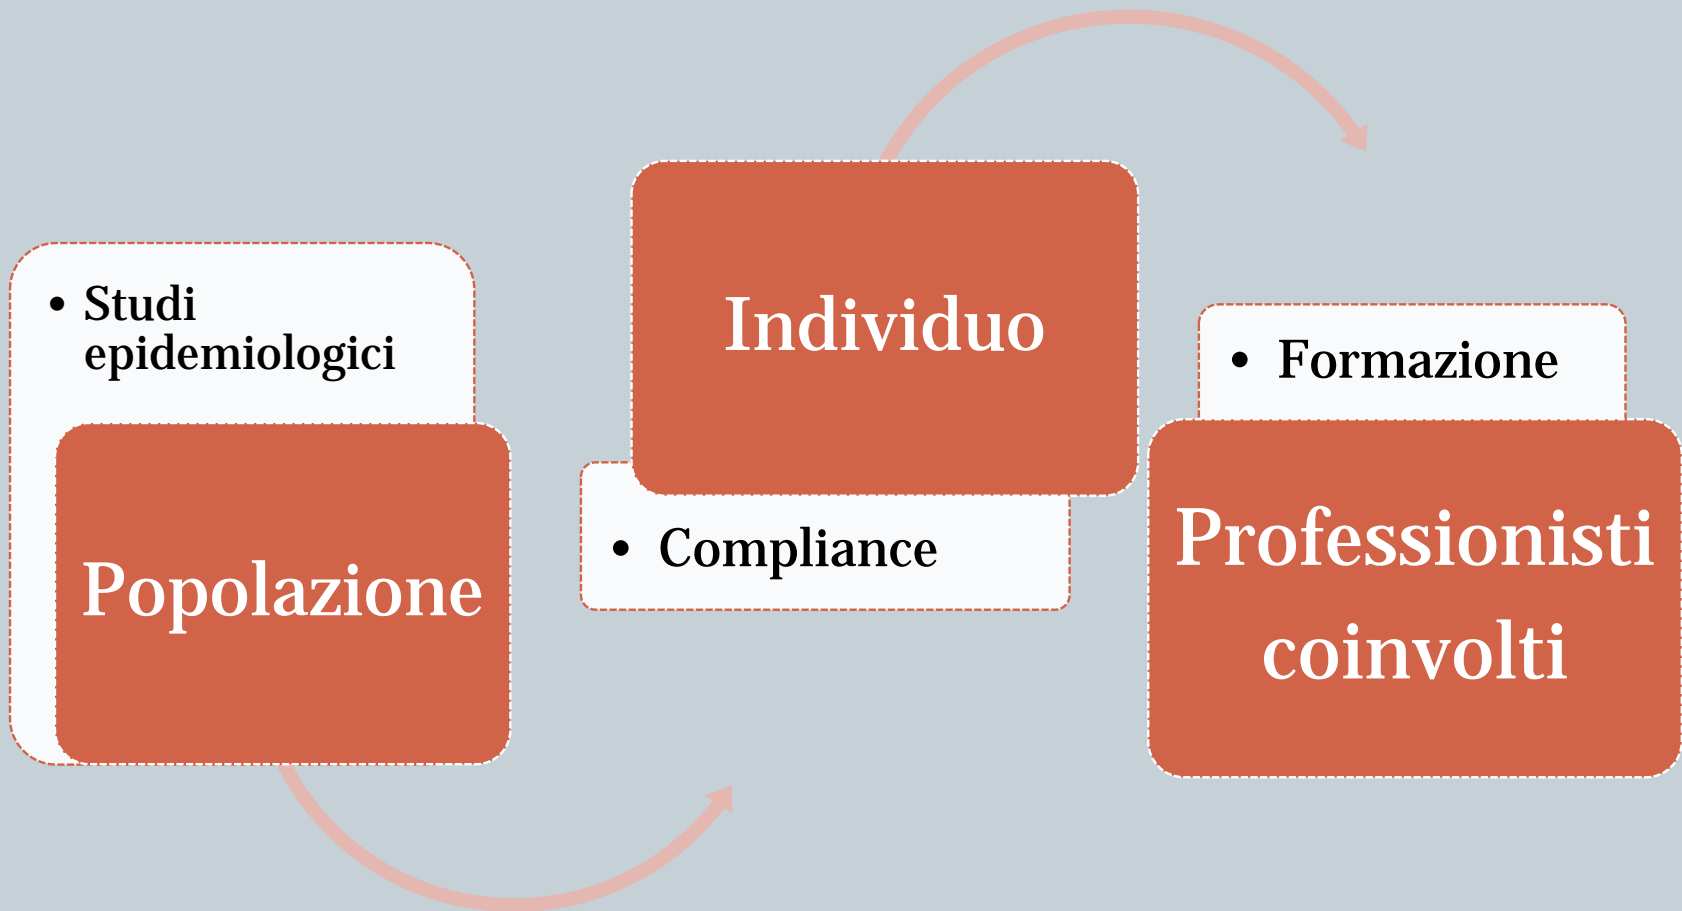 • Studi
epidemiologici
Popolazione
Individuo
• Compliance
• Formazione
Professionisti
coinvolti